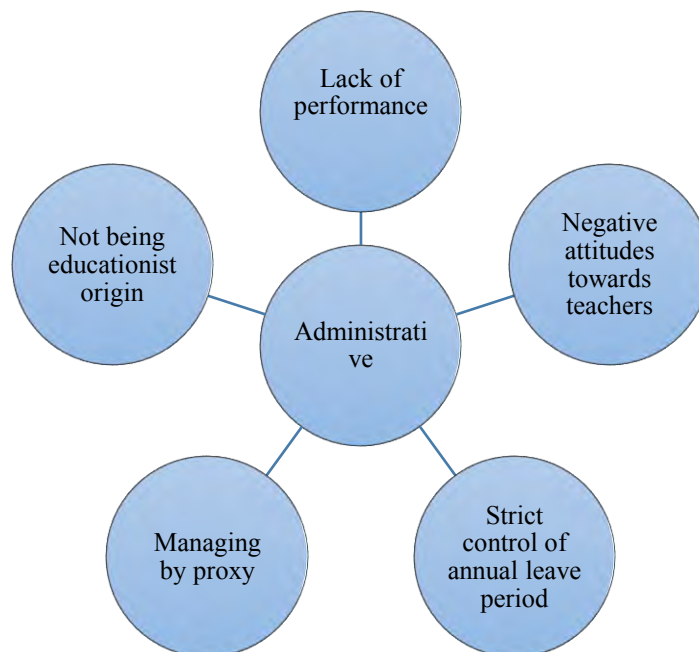 Lack of
performance
Negative
attitudes
towards
teachers
Strict
control of
annual leave
period
Managing
by proxy
Not being
educationist
origin
Administrati
ve